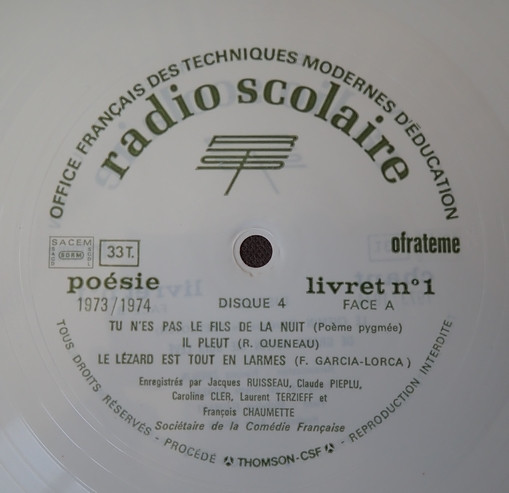 OFFICE FRANÇAIS DES TECHNIQUES MODERNES D'ÉDUCATION
radio scolaire
SACEM
33 T.
ofrateme
poésie
livret n° 1
1973/1974
DISQUE 4
FACE A
TU N'ES PAS LE FILS DE LA NUIT (Poème pygmée)
IL PLEUT (R. QUENEAU)
LE LÉZARD EST TOUT EN LARMES (F. GARCIA-LORCA)
Enregistrés par Jacques RUISSEAU, Claude PIEPLU,
Caroline CLER, Laurent TERZIEFF et
François CHAUMETTE
Sociétaire de la Comédie Française
TOUS DROITS RÉSERVÉS - PROCÉDÉ THOMSON-CSF - REPRODUCTION INTERDITE